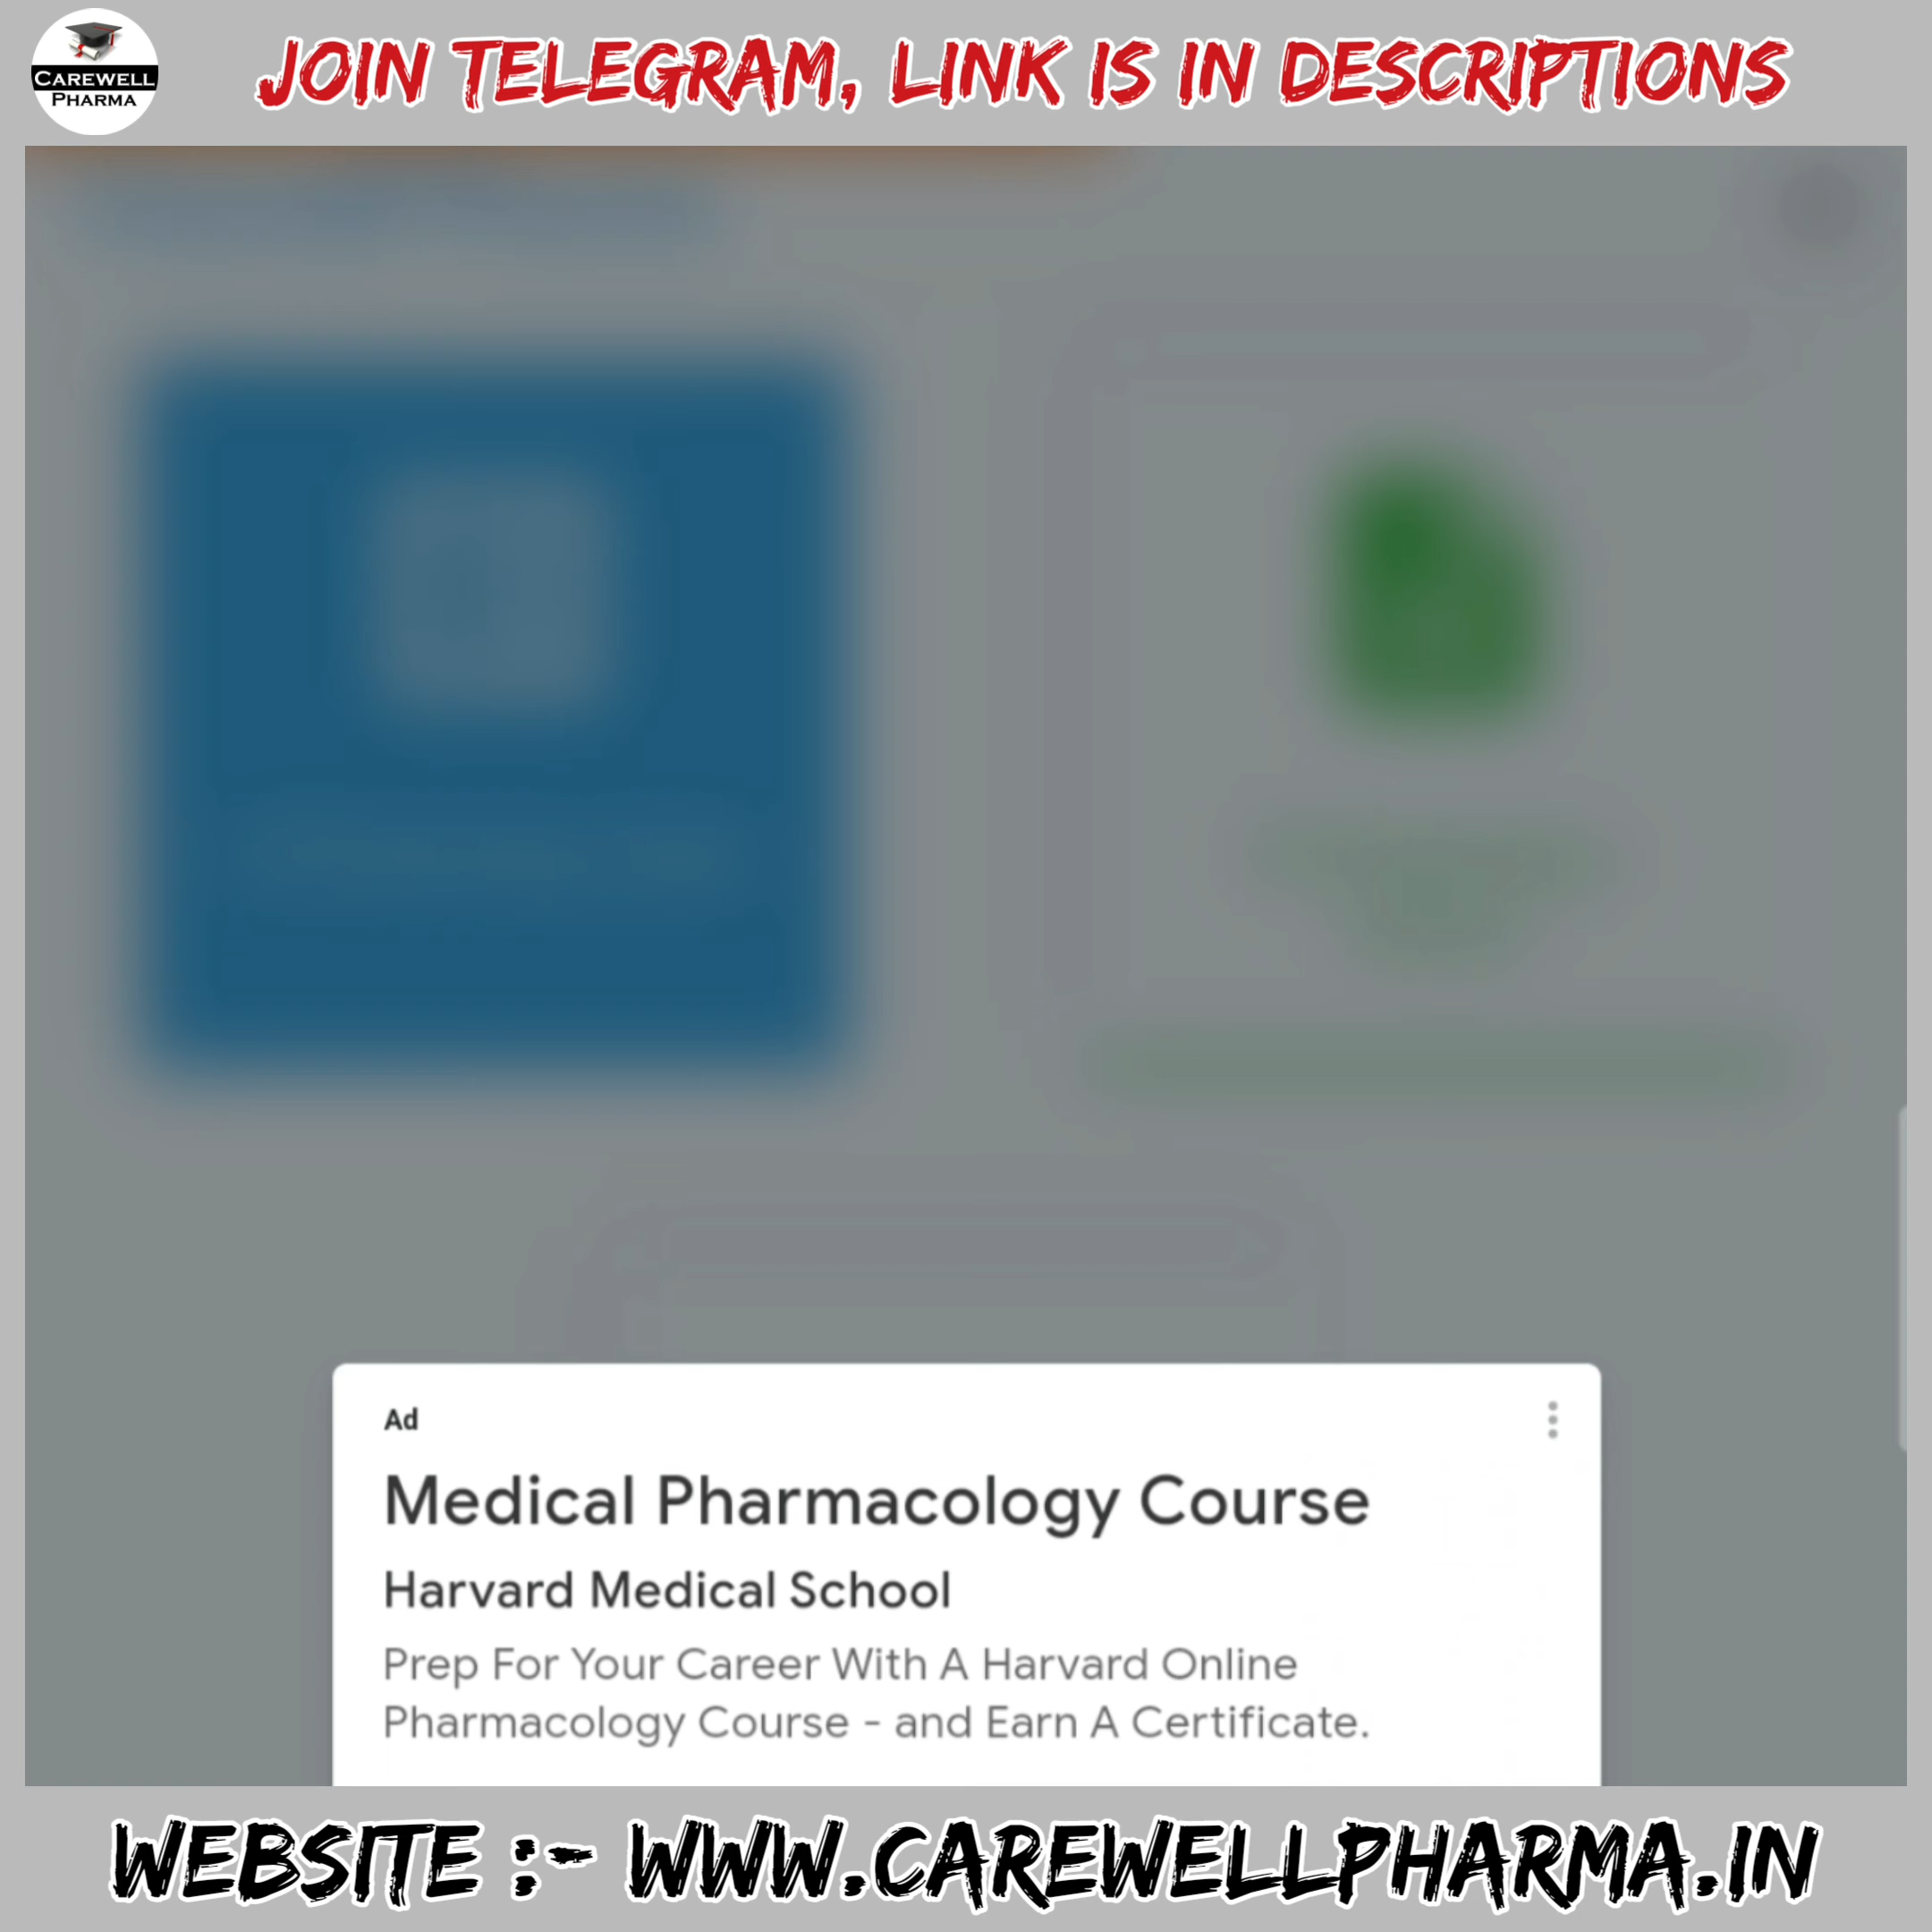 CAREWELL
PHARMA
JOIN TELEGRAM, LINK IS IN DESCRIPTIONS
Ad
Medical Pharmacology Course
Harvard Medical School
Prep For Your Career With A Harvard Online
Pharmacology Course - and Earn A Certificate.
WEBSITE :- WWW.CAREWELLPHARMA.IN